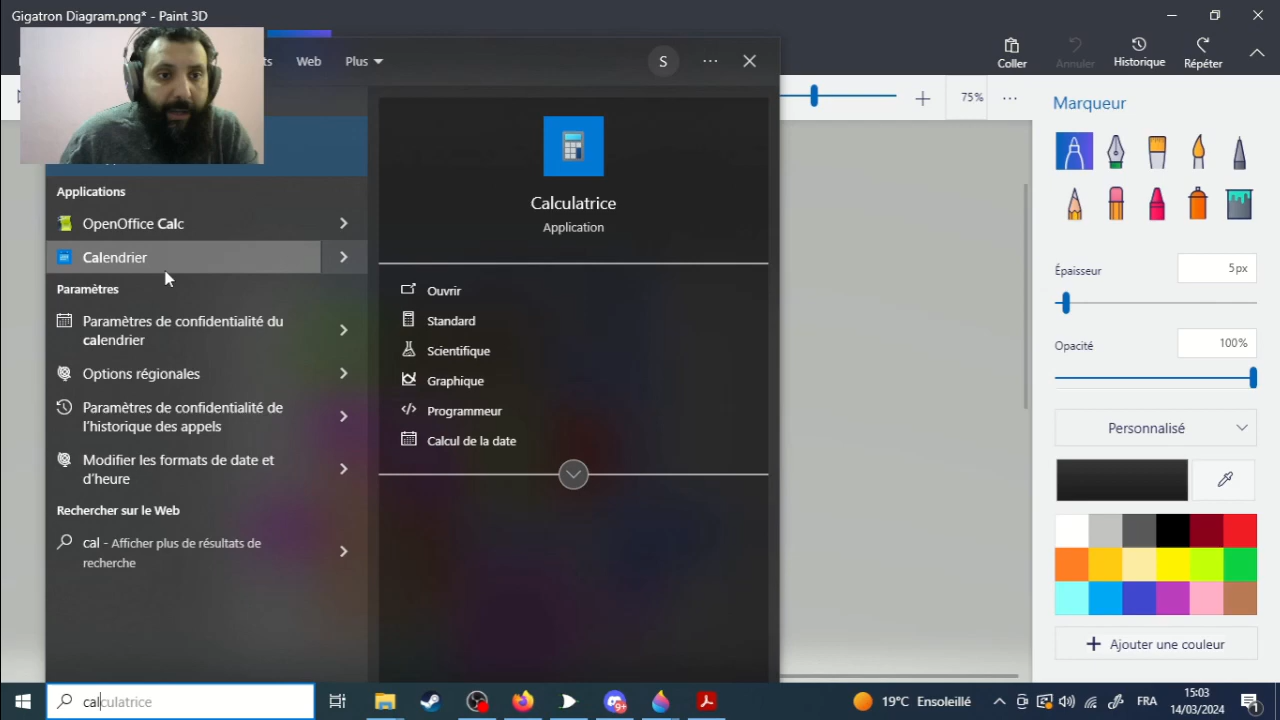 Gigatron Diagram.png* - Paint 3D
ts Web Plus S ...
Coller Annuler Historique Répéter
75% ...
Marqueur
Calculatrice
Application
Applications
OpenOffice Calc
Calendrier
Paramètres
Paramètres de confidentialité du
calendrier
Options régionales
Paramètres de confidentialité de
l'historique des appels
Modifier les formats de date et
d'heure
Rechercher sur le Web
cal - Afficher plus de résultats de
recherche
Ouvrir
Standard
Scientifique
Graphique
Programmeur
Calcul de la date
Épaisseur 5px
Opacité 100%
Personnalisé
Ajouter une couleur
calculatrice
9+
19°C Ensoleillé
FRA
15:03
14/03/2024
1